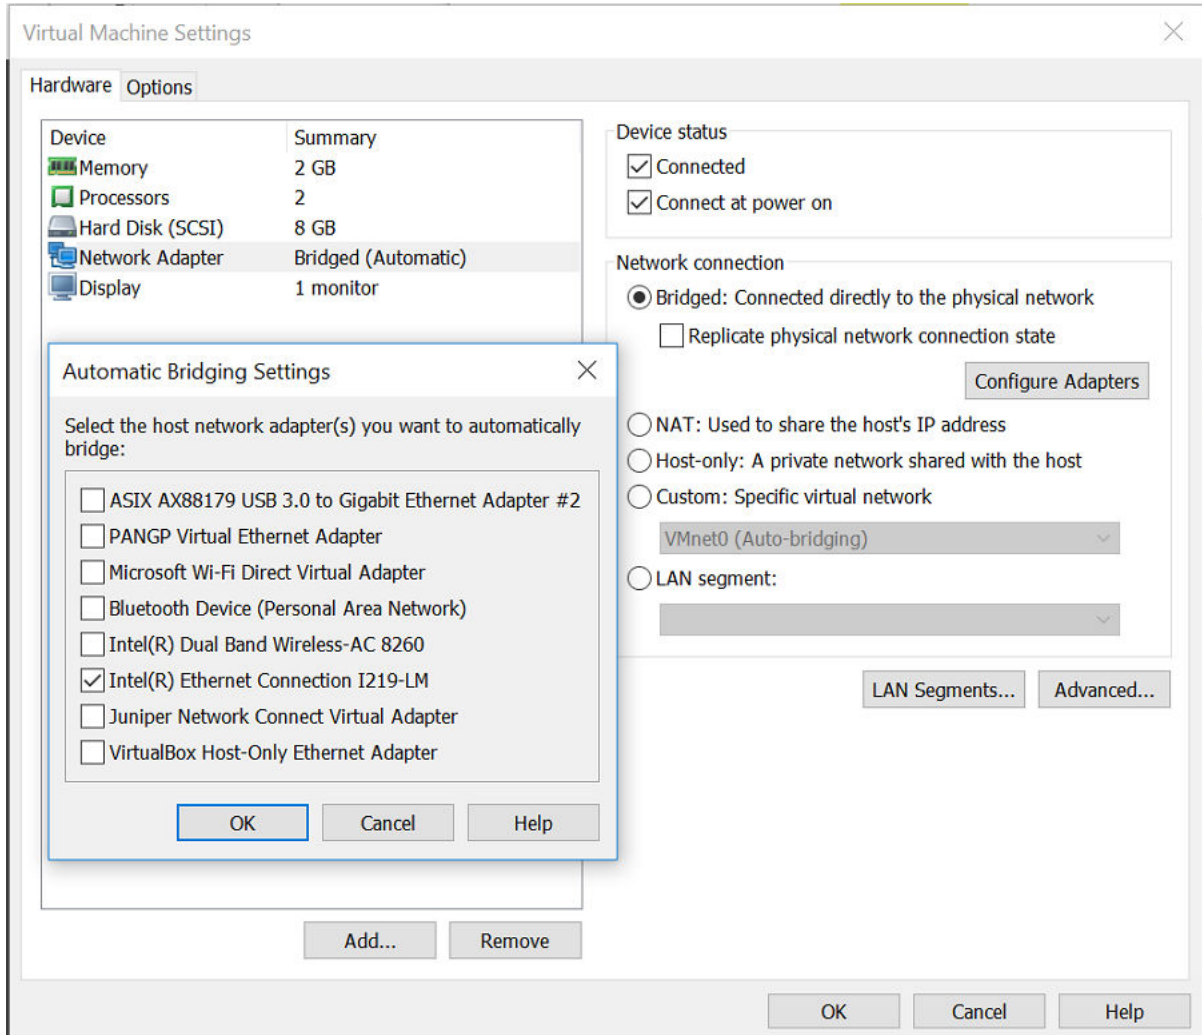 Virtual Machine Settings
Hardware Options
Device Summary
Memory 2 GB
Processors 2
Hard Disk (SCSI) 8 GB
Network Adapter Bridged (Automatic)
Display 1 monitor
Device status
Connected
Connect at power on
Network connection
Bridged: Connected directly to the physical network
Replicate physical network connection state
Configure Adapters
NAT: Used to share the host's IP address
Host-only: A private network shared with the host
Custom: Specific virtual network
VMnet0 (Auto-bridging)
LAN segment:
LAN Segments... Advanced...
Automatic Bridging Settings
Select the host network adapter(s) you want to automatically
bridge:
ASIX AX88179 USB 3.0 to Gigabit Ethernet Adapter #2
PANGP Virtual Ethernet Adapter
Microsoft Wi-Fi Direct Virtual Adapter
Bluetooth Device (Personal Area Network)
Intel(R) Dual Band Wireless-AC 8260
Intel(R) Ethernet Connection I219-LM
Juniper Network Connect Virtual Adapter
VirtualBox Host-Only Ethernet Adapter
OK Cancel Help
Add... Remove
OK Cancel Help